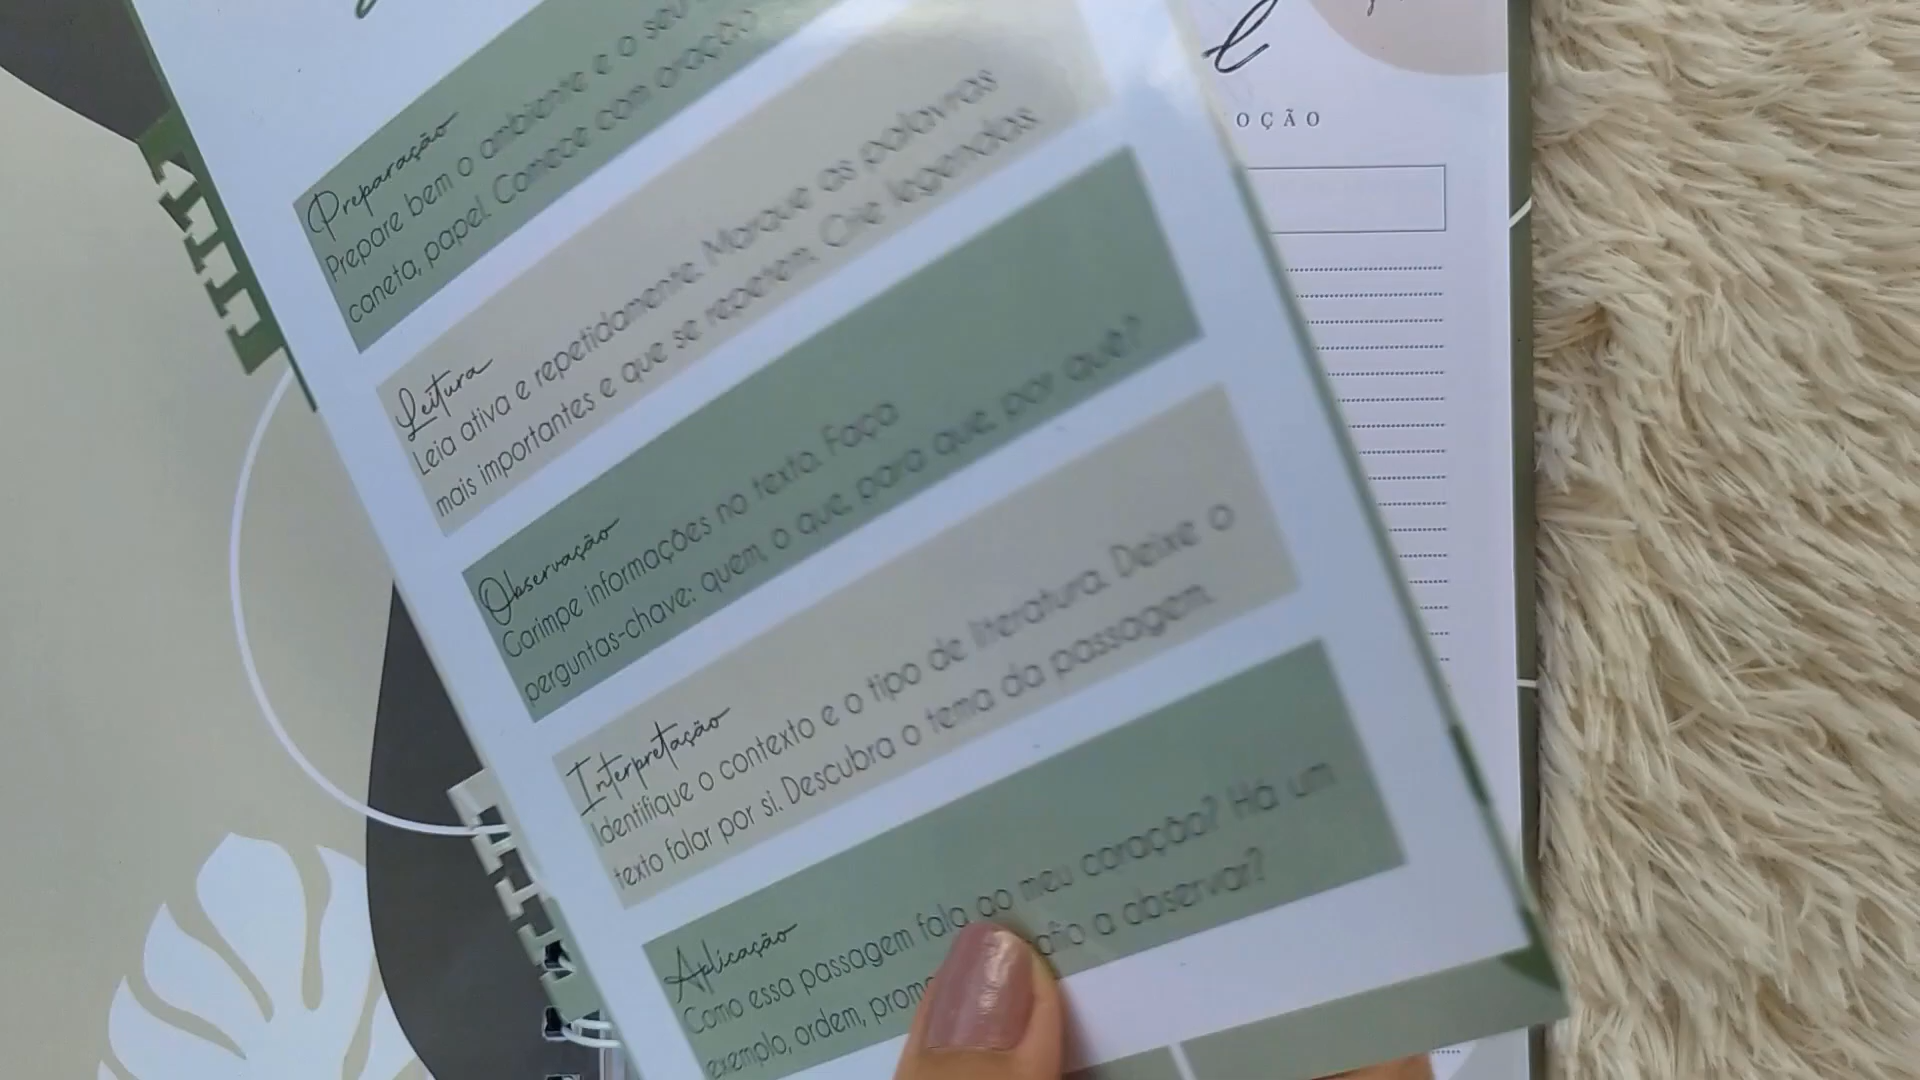 Preparação
Prepare bem o ambiente e o seu
caneta, papel. Comece com oração
Leitura
Leia ativa e repetidamente. Marque as palavras
mais importantes e que se repetem. Crie legendas
Observação
Garimpe informações no texto. Faça
perguntas-chave: quem, o que, para que, por quê?
Interpretação
Identifique o contexto e o tipo de literatura. Deixe o
texto falar por si. Descubra o tema da passagem.
Aplicação
Como essa passagem fala ao meu coração? Há um
exemplo, ordem, prome afio a observar?
l
OÇÃO